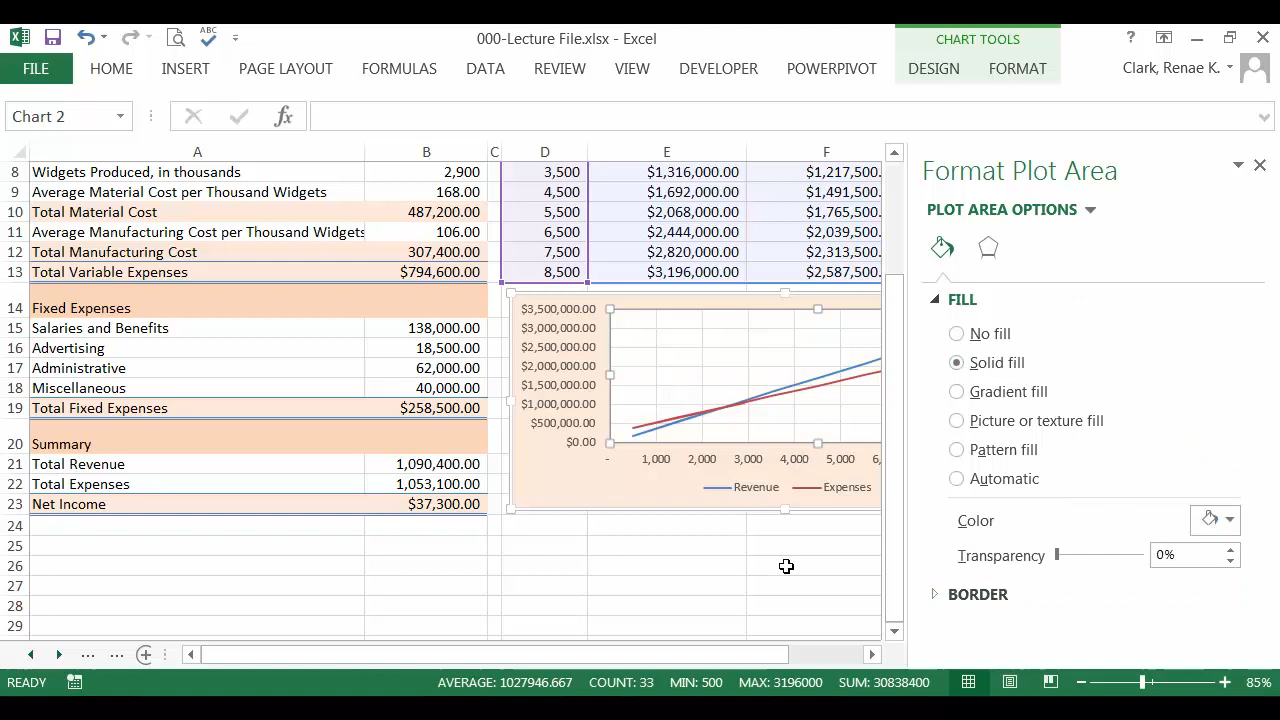 ABC
000-Lecture File.xlsx - Excel
CHART TOOLS
?
FILE HOME INSERT PAGE LAYOUT FORMULAS DATA REVIEW VIEW DEVELOPER POWERPIVOT DESIGN FORMAT Clark, Renae K.
Chart 2 fx
A B C D E F
8 Widgets Produced, in thousands 2,900 3,500 $1,316,000.00 $1,217,500.
9 Average Material Cost per Thousand Widgets 168.00 4,500 $1,692,000.00 $1,491,500.
10 Total Material Cost 487,200.00 5,500 $2,068,000.00 $1,765,500.
11 Average Manufacturing Cost per Thousand Widgets 106.00 6,500 $2,444,000.00 $2,039,500.
12 Total Manufacturing Cost 307,400.00 7,500 $2,820,000.00 $2,313,500.
13 Total Variable Expenses $794,600.00 8,500 $3,196,000.00 $2,587,500.
14 Fixed Expenses
15 Salaries and Benefits 138,000.00
16 Advertising 18,500.00
17 Administrative 62,000.00
18 Miscellaneous 40,000.00
19 Total Fixed Expenses $258,500.00
20 Summary
21 Total Revenue 1,090,400.00
22 Total Expenses 1,053,100.00
23 Net Income $37,300.00
24
25
26
27
28
29
$3,500,000.00
$3,000,000.00
$2,500,000.00
$2,000,000.00
$1,500,000.00
$1,000,000.00
$500,000.00
$0.00
- 1,000 2,000 3,000 4,000 5,000 6,
Revenue Expenses
Format Plot Area
PLOT AREA OPTIONS
FILL
No fill
Solid fill
Gradient fill
Picture or texture fill
Pattern fill
Automatic
Color
Transparency 0%
BORDER
... ...
READY AVERAGE: 1027946.667 COUNT: 33 MIN: 500 MAX: 3196000 SUM: 30838400 85%